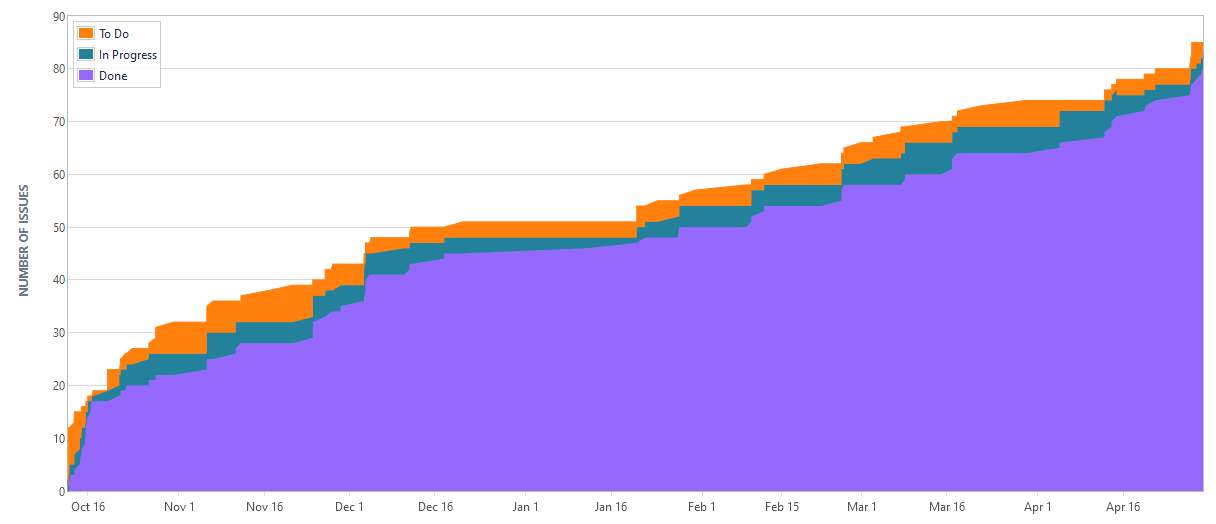 90
80
70
60
50
40
30
20
10
0
NUMBER OF ISSUES
To Do
In Progress
Done
Oct 16 Nov 1 Nov 16 Dec 1 Dec 16 Jan 1 Jan 16 Feb 1 Feb 15 Mar 1 Mar 16 Apr 1 Apr 16